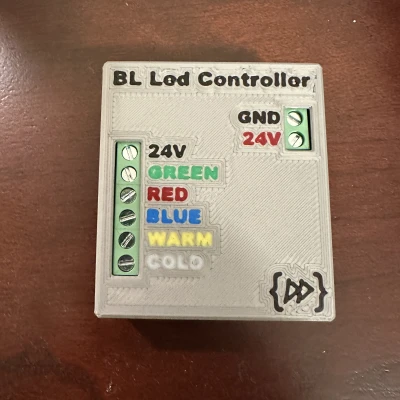 BL Led Controller
GND
24V
24V
GREEN
RED
BLUE
WARM
COLD